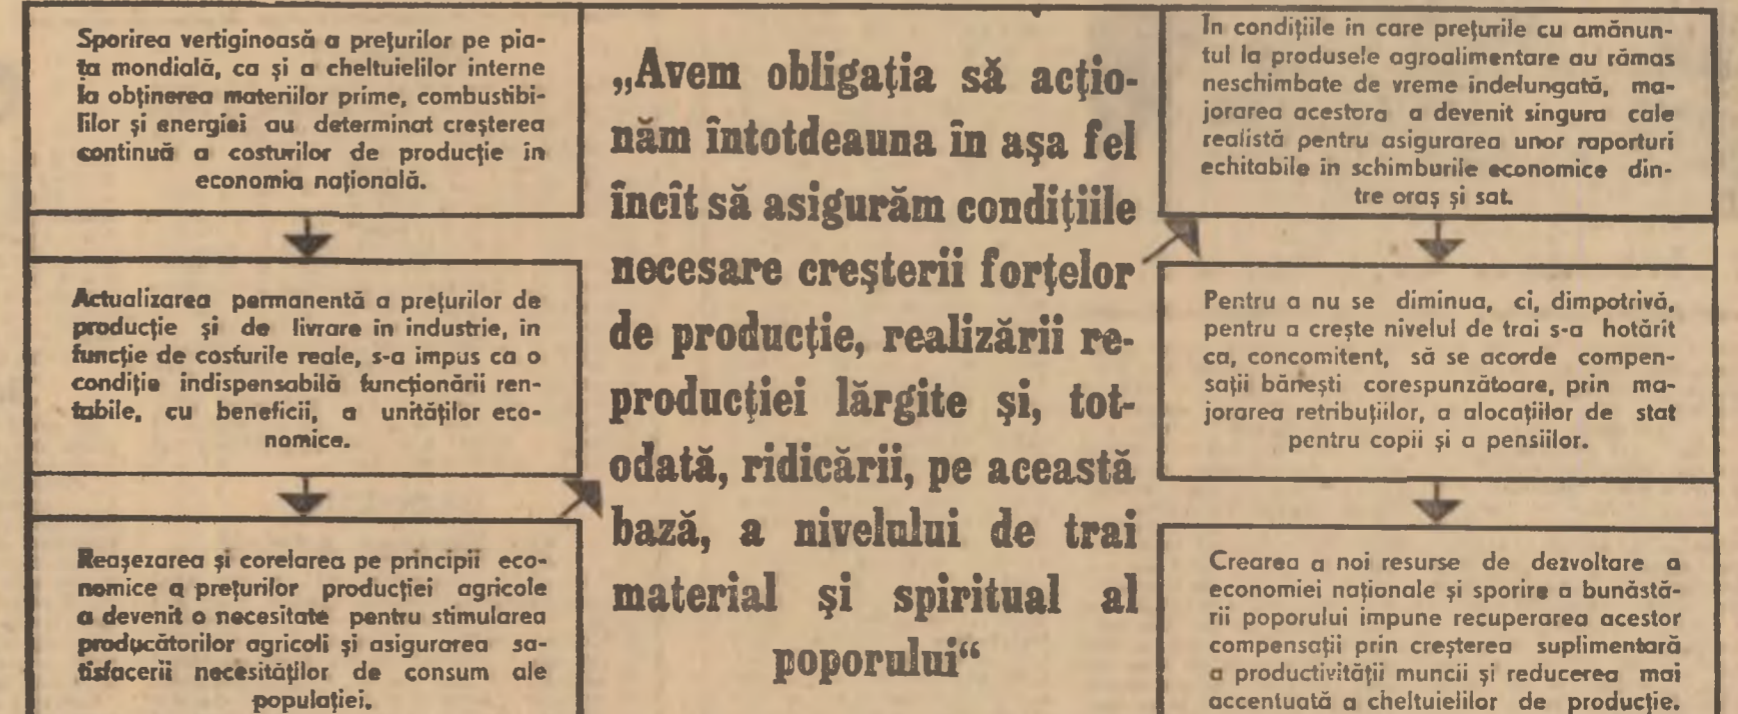 Sporirea vertiginoasă a prețurilor pe pia-
ța mondială, ca și a cheltuielilor interne
la obținerea materiilor prime, combustibi-
lilor și energiei au determinat creșterea
continuă a costurilor de producție in
economia națională.
Actualizarea permanentă a prețurilor de
producție și de livrare in industrie, in
funcție de costurile reale, s-a impus ca o
condiție indispensabilă funcționării ren-
tabile, cu beneficii, a unităților eco-
nomice.
Reașezarea și corelarea pe principii eco-
nomice a prețurilor producției agricole
a devenit o necesitate pentru stimularea
producătorilor agricoli și asigurarea sa-
tisfacerii necesităților de consum ale
populației.
„Avem obligația să acțio-
năm întotdeauna în așa fel
încît să asigurăm condițiile
necesare creșterii forțelor
de producție, realizării re-
producției lărgite și, tot-
odată, ridicării, pe această
bază, a nivelului de trai
material și spiritual al
poporului“
In condițiile in care prețurile cu amănun-
tul la produsele agroalimentare au rămas
neschimbate de vreme indelungată, ma-
jorarea acestora a devenit singura cale
realistă pentru asigurarea unor raporturi
echitabile in schimburile economice din-
tre oraș și sat.
Pentru a nu se diminua, ci, dimpotrivă,
pentru a crește nivelul de trai s-a hotărit
ca, concomitent, să se acorde compen-
sații bănești corespunzătoare, prin ma-
jorarea retribuțiilor, a alocațiilor de stat
pentru copii și a pensiilor.
Crearea a noi resurse de dezvoltare a
economiei naționale și sporire a bunăstă-
rii poporului impune recuperarea acestor
compensații prin creșterea suplimentară
a productivității muncii și reducerea mai
accentuată a cheltuielilor de producție.